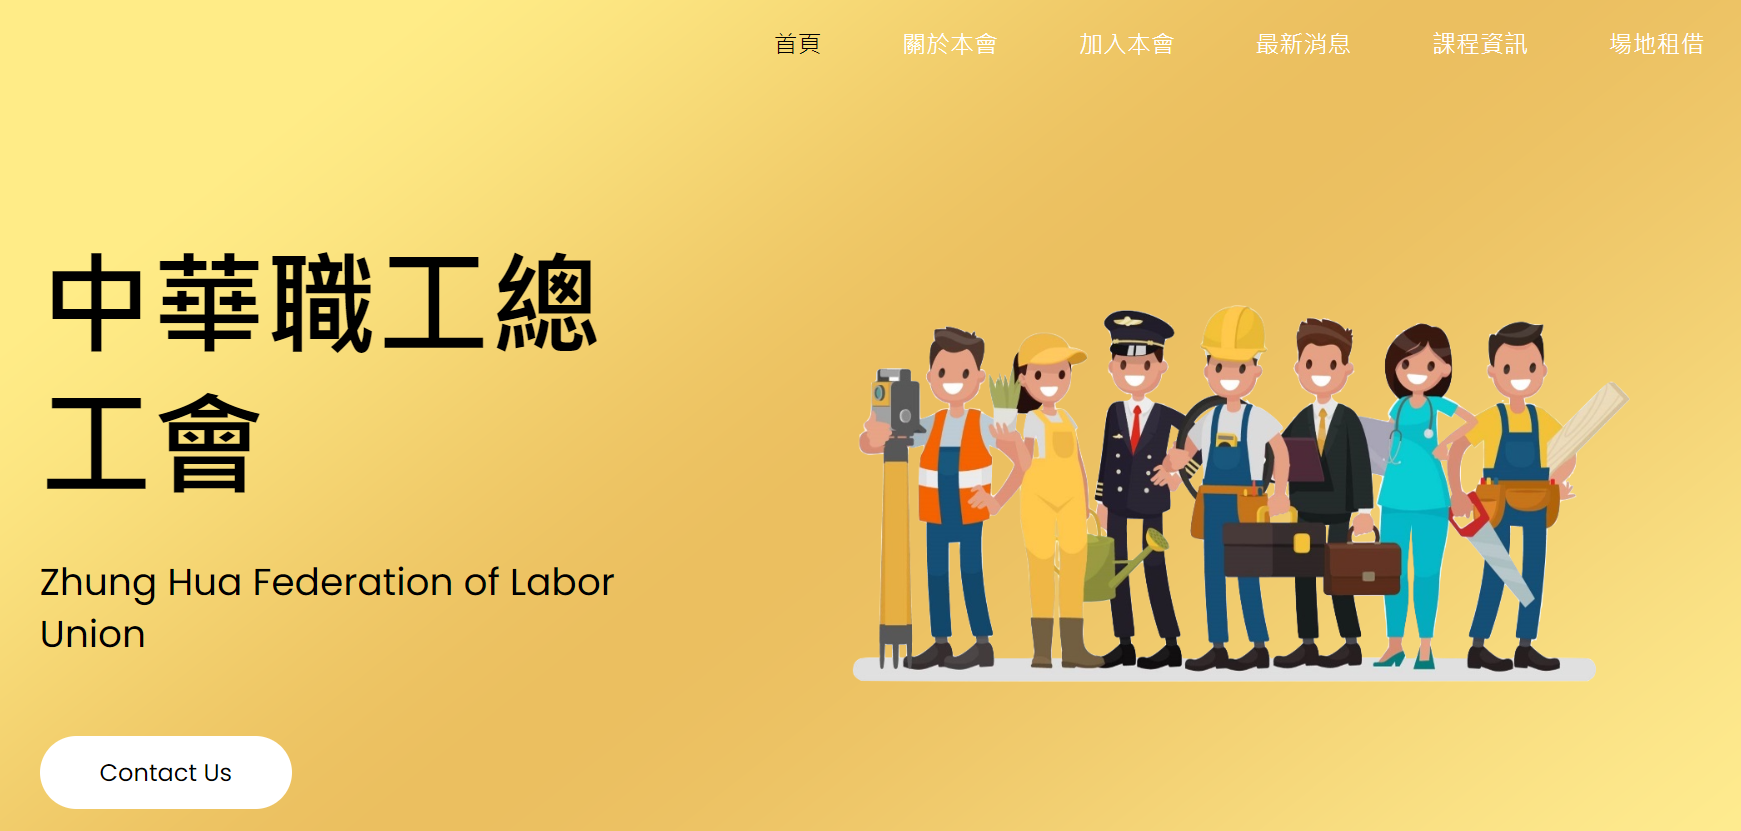 首頁 關於本會 加入本會 最新消息 課程資訊 場地租借
中華職工總
工會
Zhung Hua Federation of Labor
Union
Contact Us